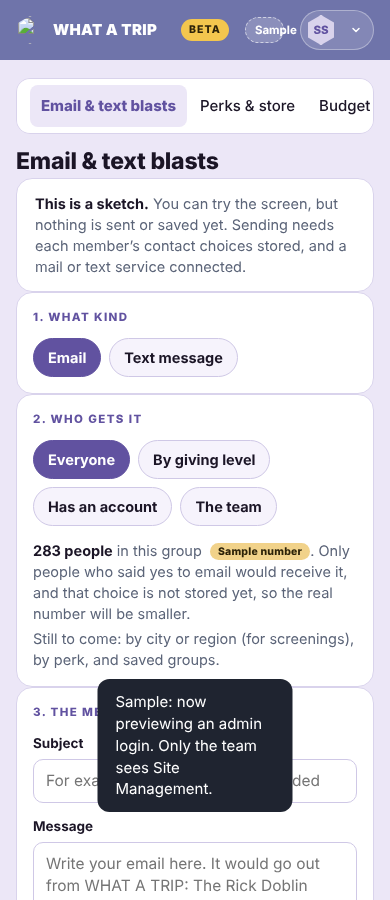 WHAT A TRIP BETA Sample SS
Email & text blasts Perks & store Budget
Email & text blasts
This is a sketch. You can try the screen, but
nothing is sent or saved yet. Sending needs
each member’s contact choices stored, and a
mail or text service connected.
1. WHAT KIND
Email Text message
2. WHO GETS IT
Everyone By giving level
Has an account The team
283 people in this group Sample number. Only
people who said yes to email would receive it,
and that choice is not stored yet, so the real
number will be smaller.
Still to come: by city or region (for screenings),
by perk, and saved groups.
3. THE
Sample: now
previewing an admin
login. Only the team
sees Site
Management.
Subject
For
Message
Write your email here. It would go out
from WHAT A TRIP: The Rick Doblin